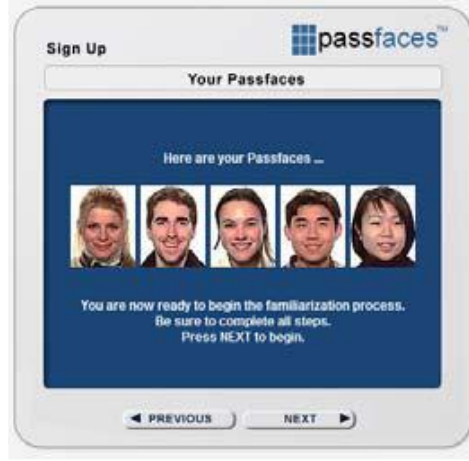 passfaces™
Sign Up
Your Passfaces
Here are your Passfaces ...
You are now ready to begin the familiarization process.
Be sure to complete all steps.
Press NEXT to begin.
PREVIOUS
NEXT